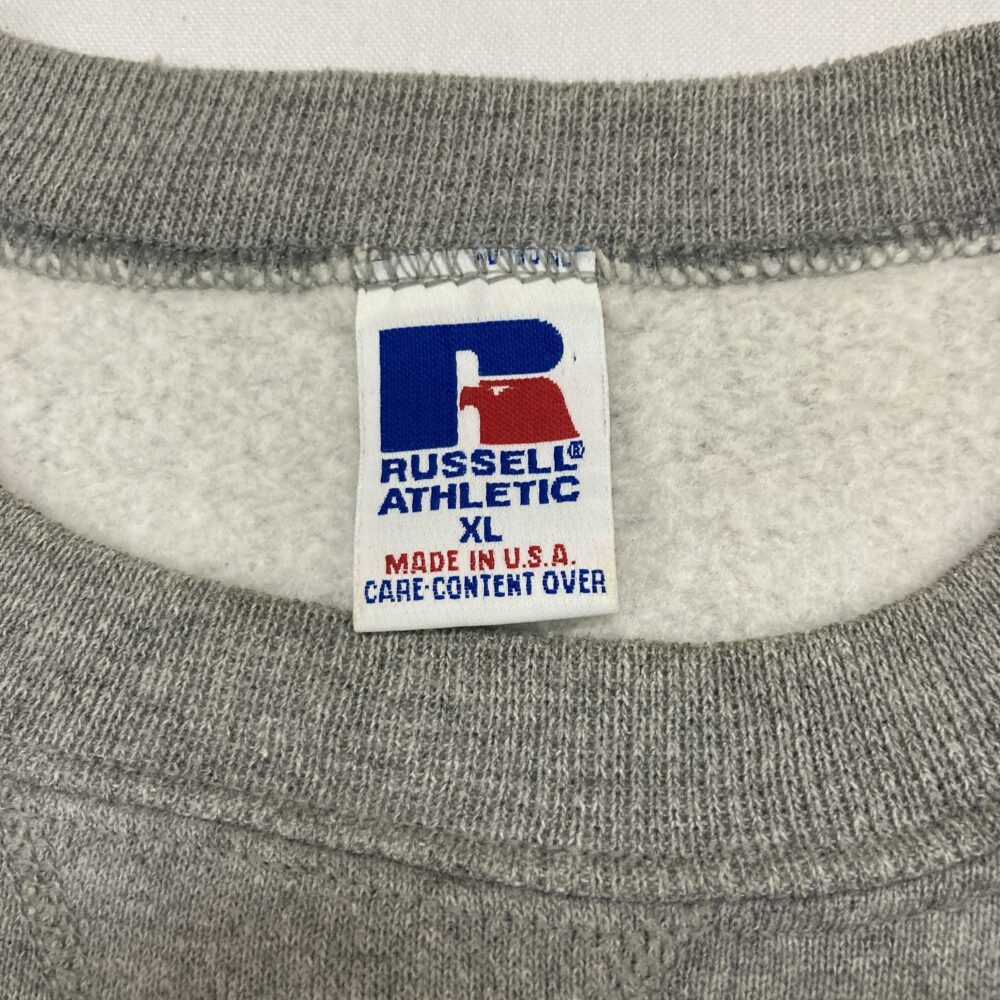 RUSSELL®
ATHLETIC
XL
MADE IN U.S.A.
CARE-CONTENT OVER